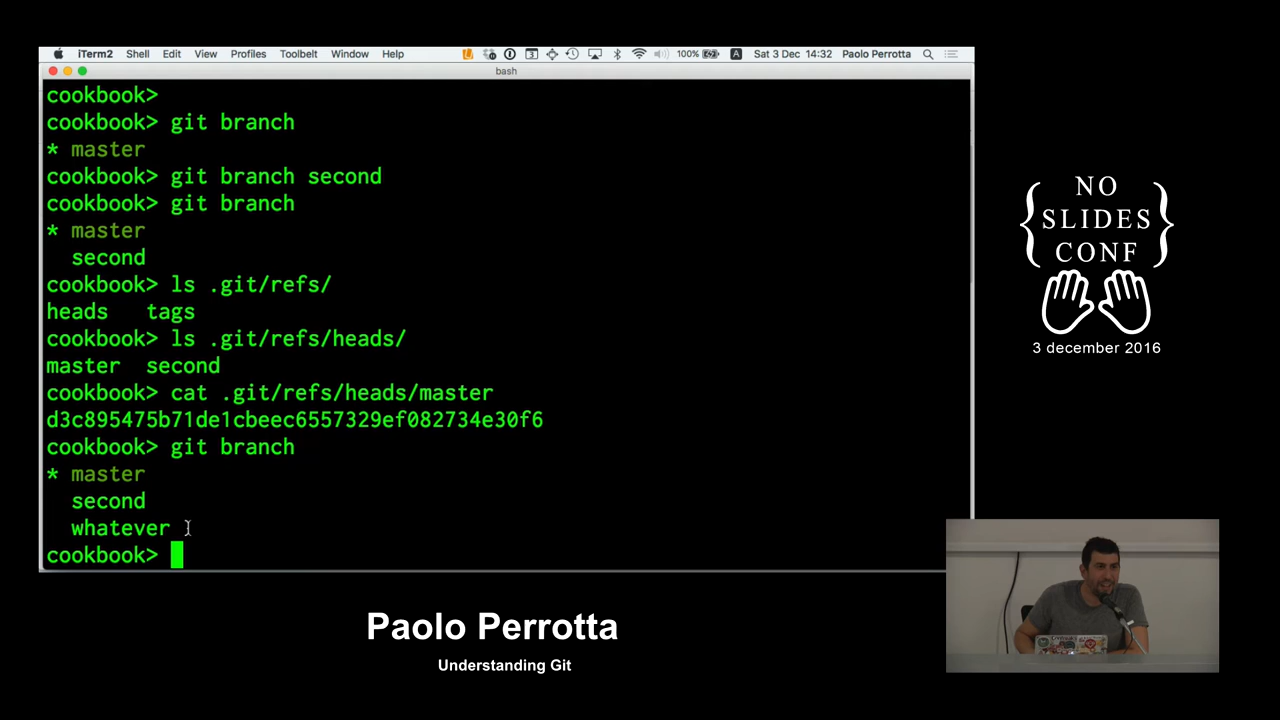 iTerm2 Shell Edit View Profiles Toolbelt Window Help 3 100% A Sat 3 Dec 14:32 Paolo Perrotta
bash
cookbook>
cookbook> git branch
* master
cookbook> git branch second
cookbook> git branch
* master
second
cookbook> ls .git/refs/
heads tags
cookbook> ls .git/refs/heads/
master second
cookbook> cat .git/refs/heads/master
d3c895475b71de1cbeec6557329ef082734e30f6
cookbook> git branch
* master
second
whatever
cookbook>
{ NO
SLIDES
CONF }
3 december 2016
Paolo Perrotta
Understanding Git